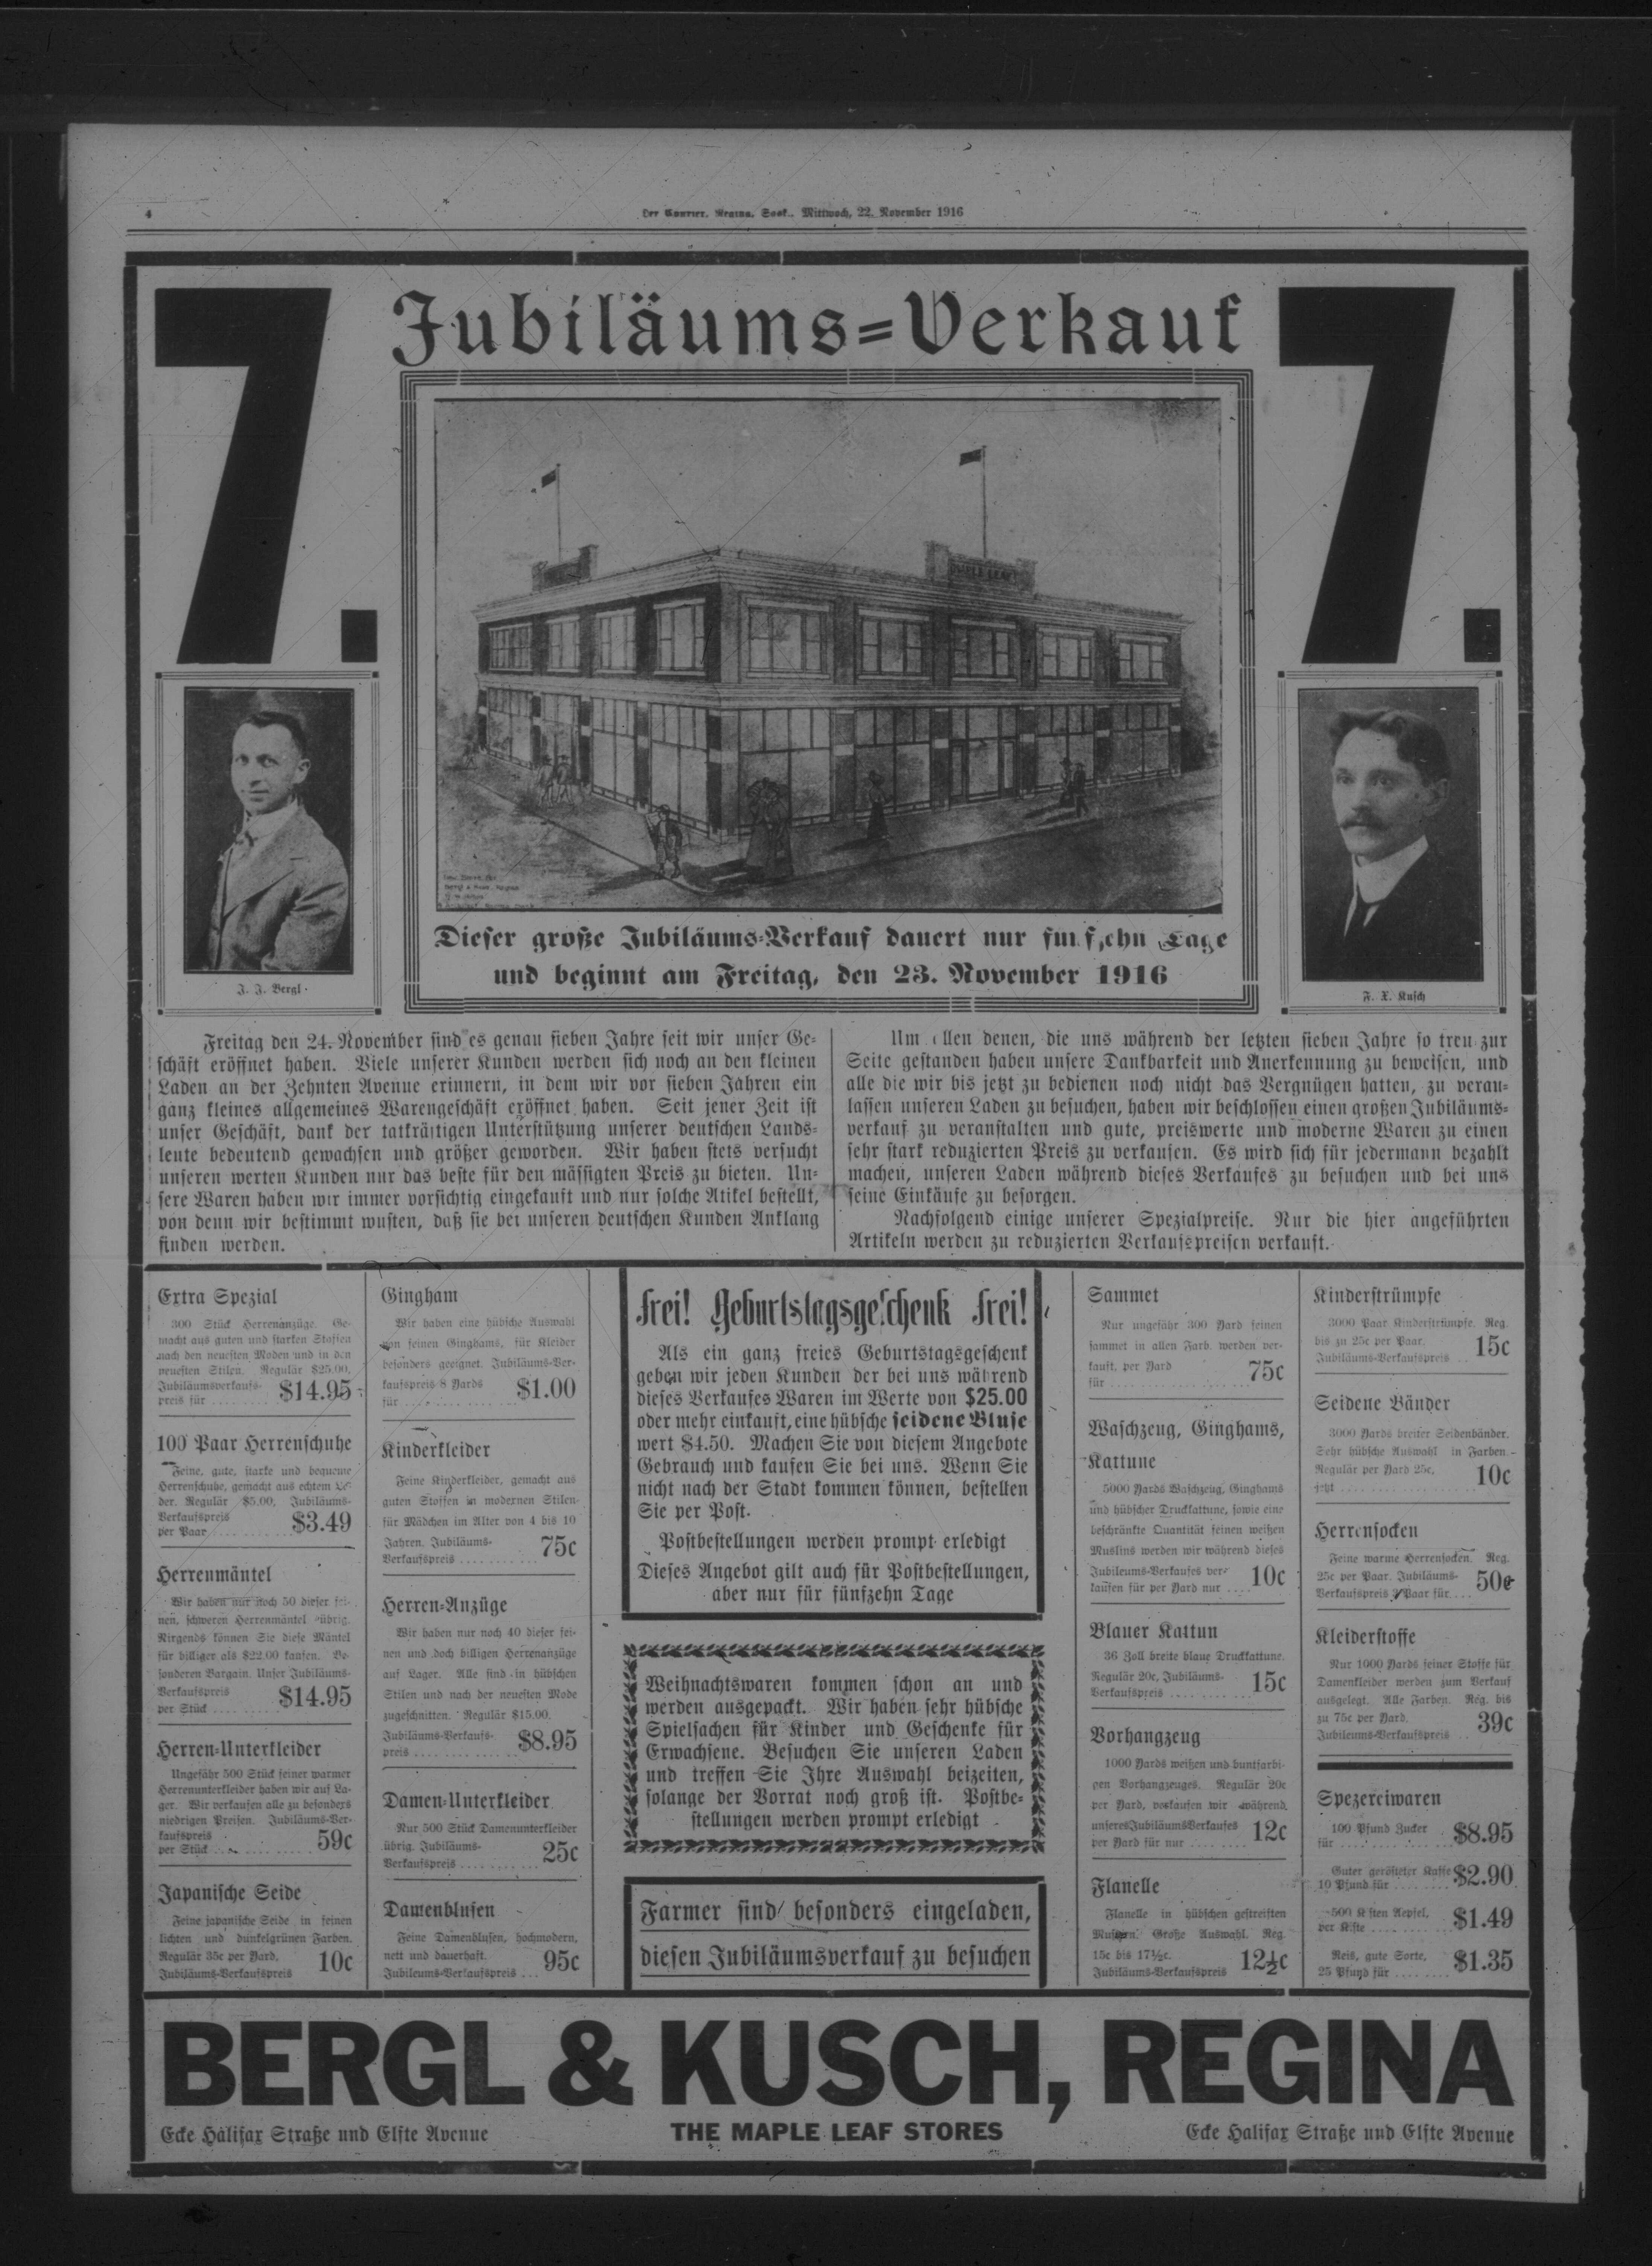 4
Der Courier, Regina, Sask., Mittwoch, 22. November 1916
7.
Jubiläums=Verkauf
7.
MAPLE LEAF
J. J. Bergl
F. X. Kusch
Dieser große Jubiläums=Verkauf dauert nur fünfzehn Tage
und beginnt am Freitag, den 23. November 1916
Freitag den 24. November sind es genau sieben Jahre seit wir unser Ge=
schäft eröffnet haben. Viele unserer Kunden werden sich noch an den kleinen
Laden an der Zehnten Avenue erinnern, in dem wir vor sieben Jahren ein
ganz kleines allgemeines Warengeschäft eröffnet haben. Seit jener Zeit ist
unser Geschäft, dank der tatkräftigen Unterstützung unserer deutschen Lands=
leute bedeutend gewachsen und größer geworden. Wir haben stets versucht
unseren werten Kunden nur das beste für den mässigten Preis zu bieten. Un=
sere Waren haben wir immer vorsichtig eingekauft und nur solche Atikel bestellt,
von denn wir bestimmt wusten, daß sie bei unseren deutschen Kunden Anklang
finden werden.
Um allen denen, die uns während der letzten sieben Jahre so treu zur
Seite gestanden haben unsere Dankbarkeit und Anerkennung zu beweisen, und
alle die wir bis jetzt zu bedienen noch nicht das Vergnügen hatten, zu veran=
lassen unseren Laden zu besuchen, haben wir beschlossen einen großen Jubiläums=
verkauf zu veranstalten und gute, preiswerte und moderne Waren zu einen
sehr stark reduzierten Preis zu verkaufen. Es wird sich für jedermann bezahlt
machen, unseren Laden während dieses Verkaufes zu besuchen und bei uns
seine Einkäufe zu besorgen.
Nachfolgend einige unserer Spezialpreise. Nur die hier angeführten
Artikeln werden zu reduzierten Verkaufspreisen verkauft.
Extra Spezial
300 Stück Herrenanzüge. Ge-
macht aus guten und starken Stoffen
nach den neuesten Moden und in den
neuesten Stilen. Regulär $25.00,
Jubiläumsverkaufs-
preis für ........ $14.95
100 Paar Herrenschuhe
Feine, gute, starke und bequeme
Herrenschuhe, gemacht aus echtem Le-
der. Regulär $5.00, Jubiläums-
Verkaufspreis
per Paar ........ $3.49
Herrenmäntel
Wir haben nur noch 50 dieser fei-
nen, schweren Herrenmäntel übrig.
Nirgends können Sie diese Mäntel
für billiger als $22.00 kaufen. Be-
sonderen Bargain. Unser Jubiläums-
Verkaufspreis
per Stück ........ $14.95
Herren=Unterkleider
Ungefähr 500 Stück feiner warmer
Herrenunterkleider haben wir auf La-
ger. Wir verkaufen alle zu besonders
niedrigen Preisen. Jubiläums-Ver-
kaufspreis
per Stück ........ 59c
Japanische Seide
Feine japanische Seide in feinen
lichten und dunkelgrünen Farben.
Regulär 35c per Yard,
Jubiläums-Verkaufspreis 10c
Gingham
Wir haben eine hübsche Auswahl
von feinen Ginghams, für Kleider
besonders geeignet. Jubiläums-Ver-
kaufspreis 8 Yards
für ........ $1.00
Kinderkleider
Feine Kinderkleider, gemacht aus
guten Stoffen in modernen Stilen
für Mädchen im Alter von 4 bis 10
Jahren. Jubiläums-
Verkaufspreis ........ 75c
Herren=Anzüge
Wir haben nur noch 40 dieser fei-
nen und doch billigen Herrenanzüge
auf Lager. Alle sind in hübschen
Stilen und nach der neuesten Mode
zugeschnitten. Regulär $15.00.
Jubiläums-Verkaufs-
preis ........ $8.95
Damen=Unterkleider
Nur 500 Stück Damenunterkleider
übrig. Jubiläums-
Verkaufspreis ........ 25c
Damenblusen
Feine Damenblusen, hochmodern,
nett und dauerhaft.
Jubileums-Verkaufspreis ... 95c
Frei! Geburtstagsgeschenk Frei!
Als ein ganz freies Geburtstagsgeschenk
geben wir jeden Kunden der bei uns während
dieses Verkaufes Waren im Werte von $25.00
oder mehr einkauft, eine hübsche seidene Bluse
wert $4.50. Machen Sie von diesem Angebote
Gebrauch und kaufen Sie bei uns. Wenn Sie
nicht nach der Stadt kommen können, bestellen
Sie per Post.
Postbestellungen werden prompt erledigt
Dieses Angebot gilt auch für Postbestellungen,
aber nur für fünfzehn Tage
Weihnachtswaren kommen schon an und
werden ausgepackt. Wir haben sehr hübsche
Spielsachen für Kinder und Geschenke für
Erwachsene. Besuchen Sie unseren Laden
und treffen Sie Ihre Auswahl beizeiten,
solange der Vorrat noch groß ist. Postbe=
stellungen werden prompt erledigt
Farmer sind besonders eingeladen,
diesen Jubiläumsverkauf zu besuchen
Sammet
Nur ungefähr 300 Yard feinen
sammet in allen Farb. werden ver-
kauft, per Yard
für ........ 75c
Waschzeug, Ginghams,
Kattune
5000 Yards Waschzeug, Ginghams
und hübscher Druckkattune, sowie eine
beschränkte Quantität feinen weißen
Muslins werden wir während dieses
Jubileums-Verkaufes ver-
kaufen für per Yard nur .... 10c
Blauer Kattun
36 Zoll breite blaue Druckkattune.
Regulär 20c, Jubiläums-
Verkaufspreis ........ 15c
Vorhangzeug
1000 Yards weißen und buntfarbi-
gen Vorhangzeuges. Regulär 20c
per Yard, verkaufen wir während
unseres Jubiläums Verkaufes
per Yard für nur ........ 12c
Flanelle
Flanelle in hübschen gestreiften
Mustern. Große Auswahl. Reg.
15c bis 17½c.
Jubiläums-Verkaufspreis 12½c
Kinderstrümpfe
3000 Paar Kinderstrümpfe. Reg.
bis zu 25c per Paar.
Jubiläums-Verkaufspreis .. 15c
Seidene Bänder
3000 Yards breiter Seidenbänder.
Sehr hübsche Auswahl in Farben.
Regulär per Yard 25c,
jetzt ........ 10c
Herrensocken
Feine warme Herrensocken. Reg.
25c per Paar. Jubiläums-
Verkaufspreis 3 Paar für.... 50c
Kleiderstoffe
Nur 1000 Yards feiner Stoffe für
Damenkleider werden zum Verkauf
ausgelegt. Alle Farben. Reg. bis
zu 75c per Yard.
Jubileums-Verkaufspreis .. 39c
Spezereiwaren
100 Pfund Zucker
für ........ $8.95
Guter gerösteter Kaffe
10 Pfund für ........ $2.90
500 Kisten Aepfel,
per Kiste ........ $1.49
Reis, gute Sorte,
25 Pfund für ........ $1.35
BERGL & KUSCH, REGINA
Ecke Halifax Straße und Elfte Avenue
THE MAPLE LEAF STORES
Ecke Halifax Straße und Elfte Avenue